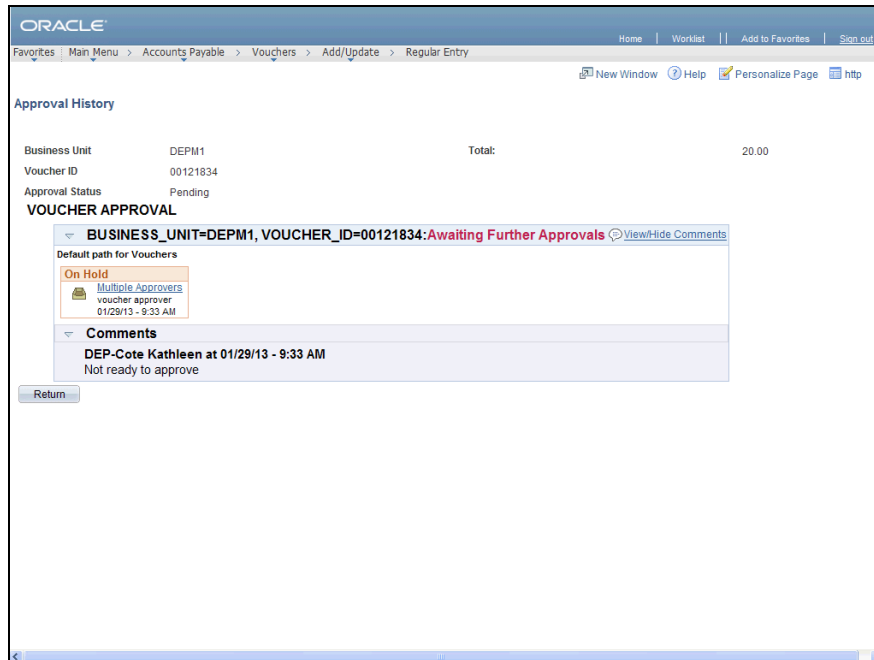 ORACLE
Home | Worklist || Add to Favorites | Sign out
Favorites Main Menu > Accounts Payable > Vouchers > Add/Update > Regular Entry
New Window Help Personalize Page http
Approval History
Business Unit DEPM1 Total: 20.00
Voucher ID 00121834
Approval Status Pending
VOUCHER APPROVAL
BUSINESS_UNIT=DEPM1, VOUCHER_ID=00121834:Awaiting Further Approvals View/Hide Comments
Default path for Vouchers
On Hold
Multiple Approvers
voucher approver
01/29/13 - 9:33 AM
Comments
DEP-Cote Kathleen at 01/29/13 - 9:33 AM
Not ready to approve
Return